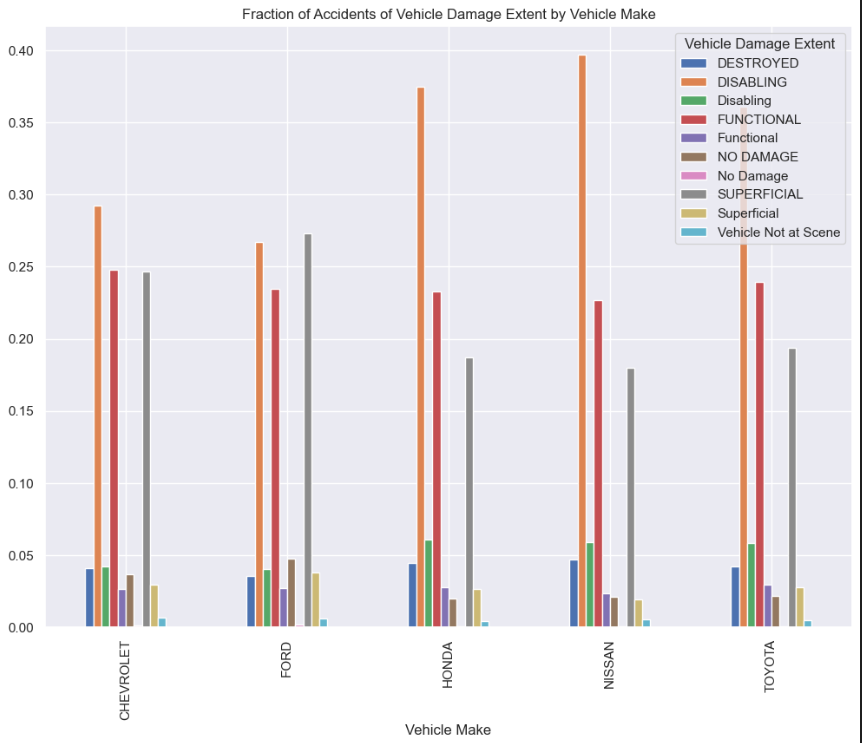 Fraction of Accidents of Vehicle Damage Extent by Vehicle Make
Vehicle Damage Extent
DESTROYED
DISABLING
Disabling
FUNCTIONAL
Functional
NO DAMAGE
No Damage
SUPERFICIAL
Superficial
Vehicle Not at Scene
0.40
0.35
0.30
0.25
0.20
0.15
0.10
0.05
0.00
CHEVROLET
FORD
HONDA
NISSAN
TOYOTA
Vehicle Make